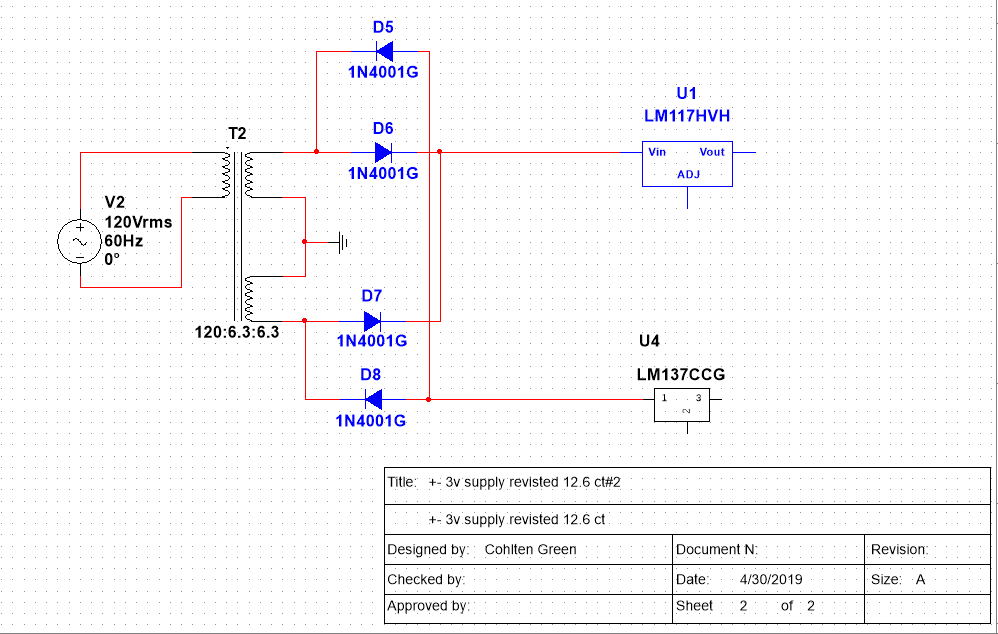 D5
1N4001G
D6
1N4001G
U1
LM117HVH
Vin Vout
ADJ
T2
V2
120Vrms
60Hz
0°
120:6.3:6.3
D7
1N4001G
D8
1N4001G
U4
LM137CCG
1 3
2
Title: +- 3v supply revisted 12.6 ct#2
+- 3v supply revisted 12.6 ct
Designed by: Cohlten Green Document N: Revision:
Checked by: Date: 4/30/2019 Size: A
Approved by: Sheet 2 of 2